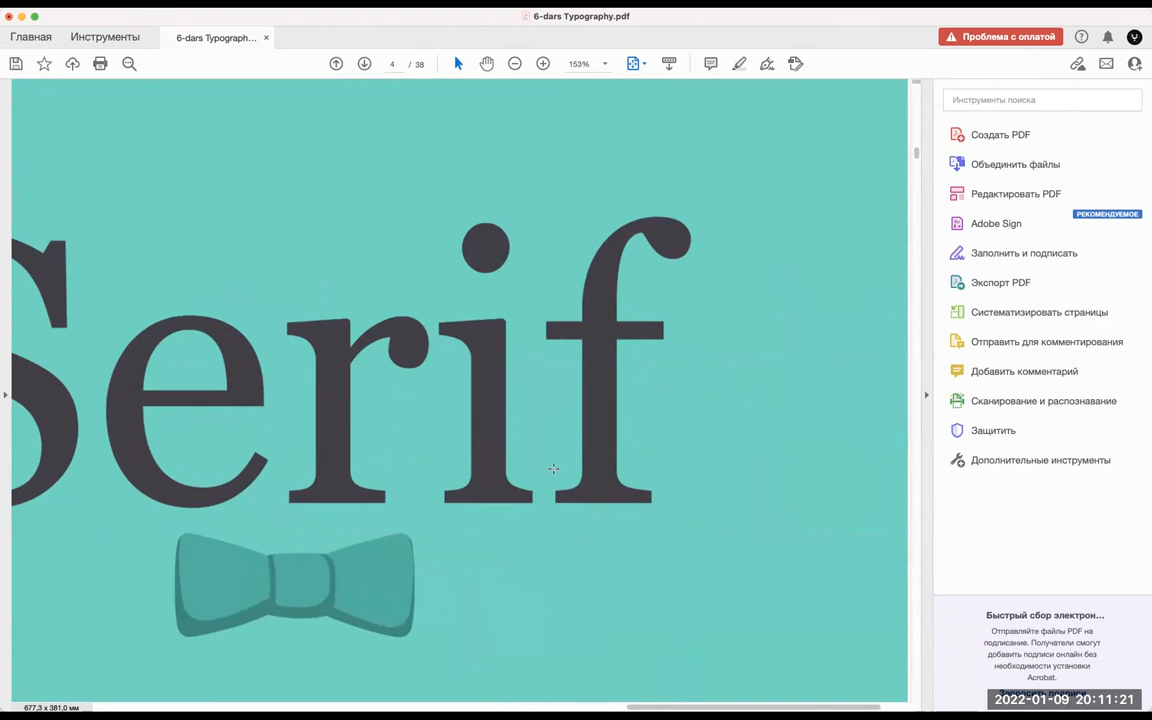 6-dars Typography.pdf
Главная
Инструменты
6-dars Typograph...
Проблема с оплатой
4 / 38
153%
Инструменты поиска
Создать PDF
Объединить файлы
Редактировать PDF
РЕКОМЕНДУЕМОЕ
Adobe Sign
Заполнить и подписать
Экспорт PDF
Систематизировать страницы
Отправить для комментирования
Добавить комментарий
Сканирование и распознавание
Защитить
Дополнительные инструменты
Serif
Быстрый сбор электрон...
Отправляйте файлы PDF на
подписание. Получатели смогут
добавить подписи онлайн без
необходимости установки
Acrobat.
2022-01-09 20:11:21
677,3 x 381,0 мм